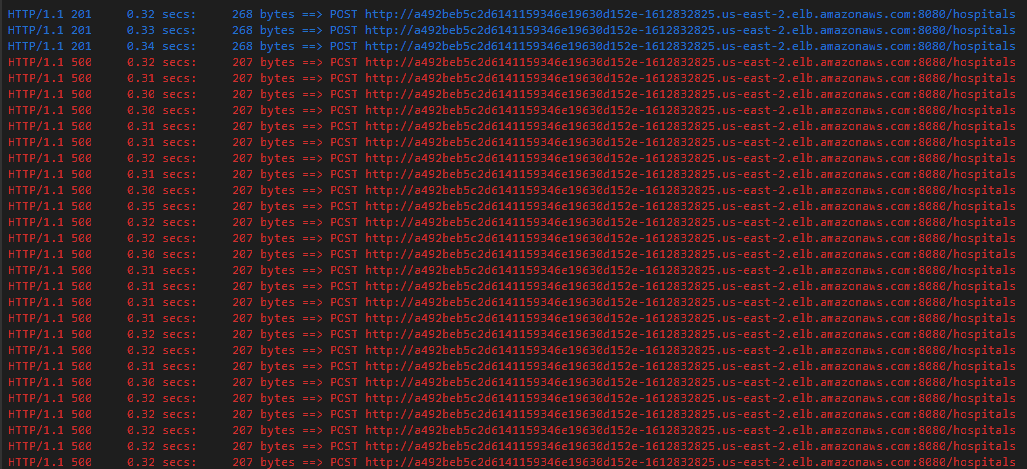 HTTP/1.1 201     0.32 secs:     268 bytes ==> POST http://a492beb5c2d6141159346e19630d152e-1612832825.us-east-2.elb.amazonaws.com:8080/hospitals
HTTP/1.1 201     0.33 secs:     268 bytes ==> POST http://a492beb5c2d6141159346e19630d152e-1612832825.us-east-2.elb.amazonaws.com:8080/hospitals
HTTP/1.1 201     0.34 secs:     268 bytes ==> POST http://a492beb5c2d6141159346e19630d152e-1612832825.us-east-2.elb.amazonaws.com:8080/hospitals
HTTP/1.1 500     0.32 secs:     207 bytes ==> POST http://a492beb5c2d6141159346e19630d152e-1612832825.us-east-2.elb.amazonaws.com:8080/hospitals
HTTP/1.1 500     0.31 secs:     207 bytes ==> POST http://a492beb5c2d6141159346e19630d152e-1612832825.us-east-2.elb.amazonaws.com:8080/hospitals
HTTP/1.1 500     0.30 secs:     207 bytes ==> POST http://a492beb5c2d6141159346e19630d152e-1612832825.us-east-2.elb.amazonaws.com:8080/hospitals
HTTP/1.1 500     0.30 secs:     207 bytes ==> POST http://a492beb5c2d6141159346e19630d152e-1612832825.us-east-2.elb.amazonaws.com:8080/hospitals
HTTP/1.1 500     0.31 secs:     207 bytes ==> POST http://a492beb5c2d6141159346e19630d152e-1612832825.us-east-2.elb.amazonaws.com:8080/hospitals
HTTP/1.1 500     0.31 secs:     207 bytes ==> POST http://a492beb5c2d6141159346e19630d152e-1612832825.us-east-2.elb.amazonaws.com:8080/hospitals
HTTP/1.1 500     0.32 secs:     207 bytes ==> POST http://a492beb5c2d6141159346e19630d152e-1612832825.us-east-2.elb.amazonaws.com:8080/hospitals
HTTP/1.1 500     0.31 secs:     207 bytes ==> POST http://a492beb5c2d6141159346e19630d152e-1612832825.us-east-2.elb.amazonaws.com:8080/hospitals
HTTP/1.1 500     0.30 secs:     207 bytes ==> POST http://a492beb5c2d6141159346e19630d152e-1612832825.us-east-2.elb.amazonaws.com:8080/hospitals
HTTP/1.1 500     0.35 secs:     207 bytes ==> POST http://a492beb5c2d6141159346e19630d152e-1612832825.us-east-2.elb.amazonaws.com:8080/hospitals
HTTP/1.1 500     0.32 secs:     207 bytes ==> POST http://a492beb5c2d6141159346e19630d152e-1612832825.us-east-2.elb.amazonaws.com:8080/hospitals
HTTP/1.1 500     0.32 secs:     207 bytes ==> POST http://a492beb5c2d6141159346e19630d152e-1612832825.us-east-2.elb.amazonaws.com:8080/hospitals
HTTP/1.1 500     0.30 secs:     207 bytes ==> POST http://a492beb5c2d6141159346e19630d152e-1612832825.us-east-2.elb.amazonaws.com:8080/hospitals
HTTP/1.1 500     0.31 secs:     207 bytes ==> POST http://a492beb5c2d6141159346e19630d152e-1612832825.us-east-2.elb.amazonaws.com:8080/hospitals
HTTP/1.1 500     0.31 secs:     207 bytes ==> POST http://a492beb5c2d6141159346e19630d152e-1612832825.us-east-2.elb.amazonaws.com:8080/hospitals
HTTP/1.1 500     0.31 secs:     207 bytes ==> POST http://a492beb5c2d6141159346e19630d152e-1612832825.us-east-2.elb.amazonaws.com:8080/hospitals
HTTP/1.1 500     0.31 secs:     207 bytes ==> POST http://a492beb5c2d6141159346e19630d152e-1612832825.us-east-2.elb.amazonaws.com:8080/hospitals
HTTP/1.1 500     0.32 secs:     207 bytes ==> POST http://a492beb5c2d6141159346e19630d152e-1612832825.us-east-2.elb.amazonaws.com:8080/hospitals
HTTP/1.1 500     0.32 secs:     207 bytes ==> POST http://a492beb5c2d6141159346e19630d152e-1612832825.us-east-2.elb.amazonaws.com:8080/hospitals
HTTP/1.1 500     0.31 secs:     207 bytes ==> POST http://a492beb5c2d6141159346e19630d152e-1612832825.us-east-2.elb.amazonaws.com:8080/hospitals
HTTP/1.1 500     0.30 secs:     207 bytes ==> POST http://a492beb5c2d6141159346e19630d152e-1612832825.us-east-2.elb.amazonaws.com:8080/hospitals
HTTP/1.1 500     0.32 secs:     207 bytes ==> POST http://a492beb5c2d6141159346e19630d152e-1612832825.us-east-2.elb.amazonaws.com:8080/hospitals
HTTP/1.1 500     0.32 secs:     207 bytes ==> POST http://a492beb5c2d6141159346e19630d152e-1612832825.us-east-2.elb.amazonaws.com:8080/hospitals
HTTP/1.1 500     0.32 secs:     207 bytes ==> POST http://a492beb5c2d6141159346e19630d152e-1612832825.us-east-2.elb.amazonaws.com:8080/hospitals
HTTP/1.1 500     0.32 secs:     207 bytes ==> POST http://a492beb5c2d6141159346e19630d152e-1612832825.us-east-2.elb.amazonaws.com:8080/hospitals
HTTP/1.1 500     0.32 secs:     207 bytes ==> POST http://a492beb5c2d6141159346e19630d152e-1612832825.us-east-2.elb.amazonaws.com:8080/hospitals